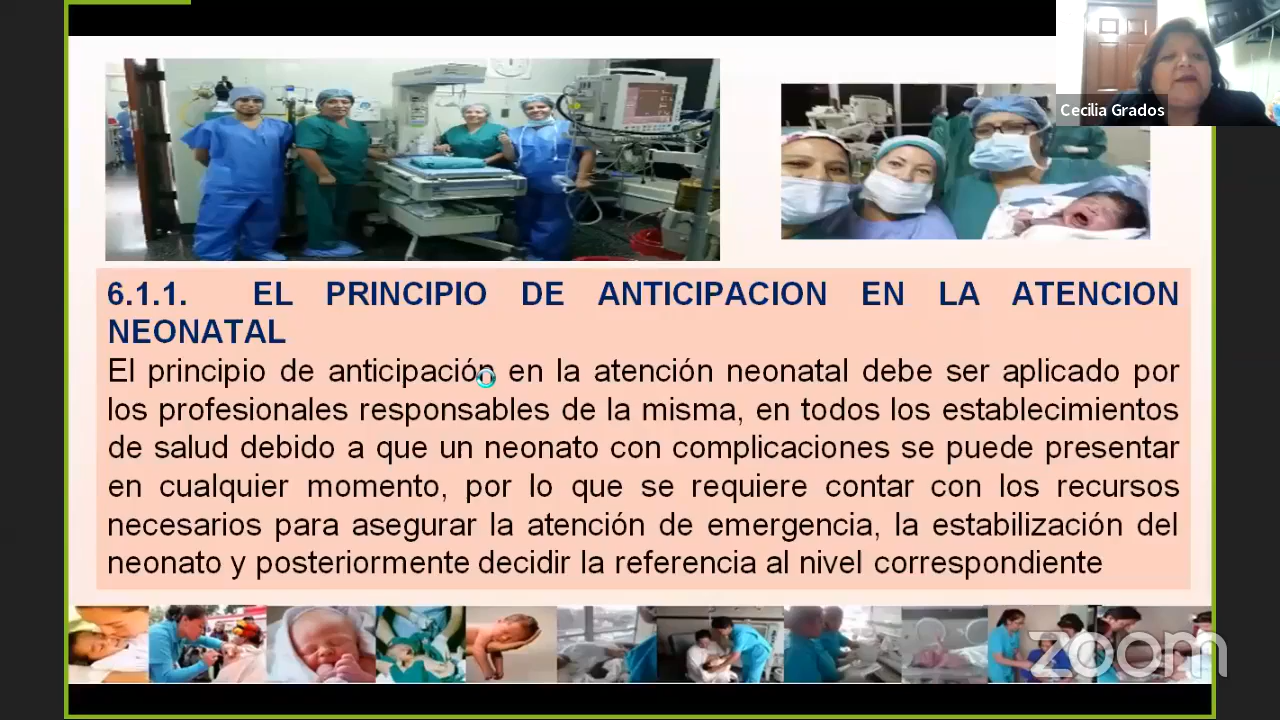 Cecilia Grados
6.1.1. EL PRINCIPIO DE ANTICIPACION EN LA ATENCION
NEONATAL
El principio de anticipación en la atención neonatal debe ser aplicado por
los profesionales responsables de la misma, en todos los establecimientos
de salud debido a que un neonato con complicaciones se puede presentar
en cualquier momento, por lo que se requiere contar con los recursos
necesarios para asegurar la atención de emergencia, la estabilización del
neonato y posteriormente decidir la referencia al nivel correspondiente
zoom